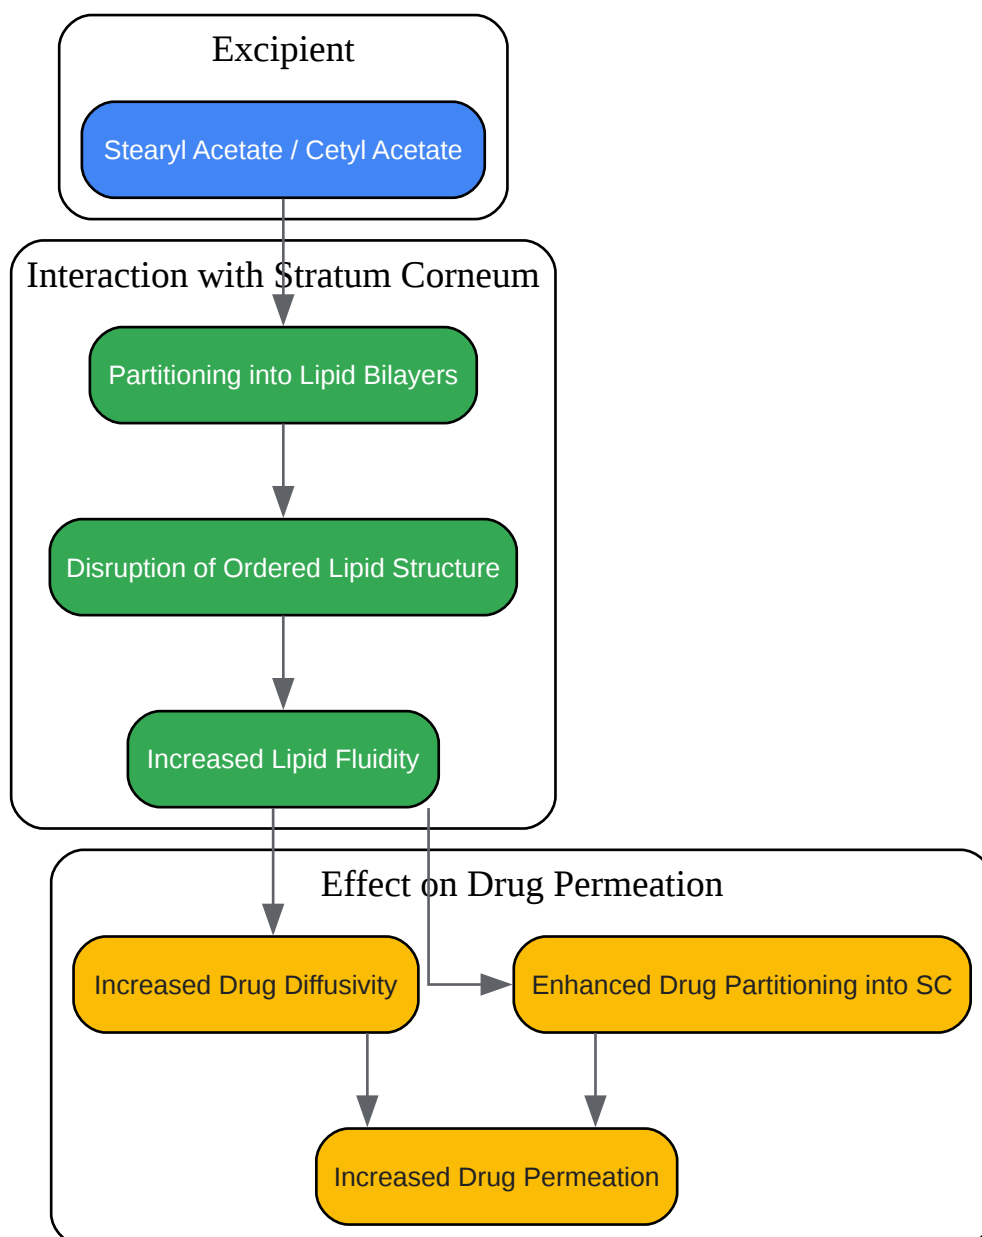 Excipient
Stearyl Acetate / Cetyl Acetate
Interaction with Stratum Corneum
Partitioning into Lipid Bilayers
Disruption of Ordered Lipid Structure
Increased Lipid Fluidity
Effect on Drug Permeation
Increased Drug Diffusivity
Enhanced Drug Partitioning into SC
Increased Drug Permeation